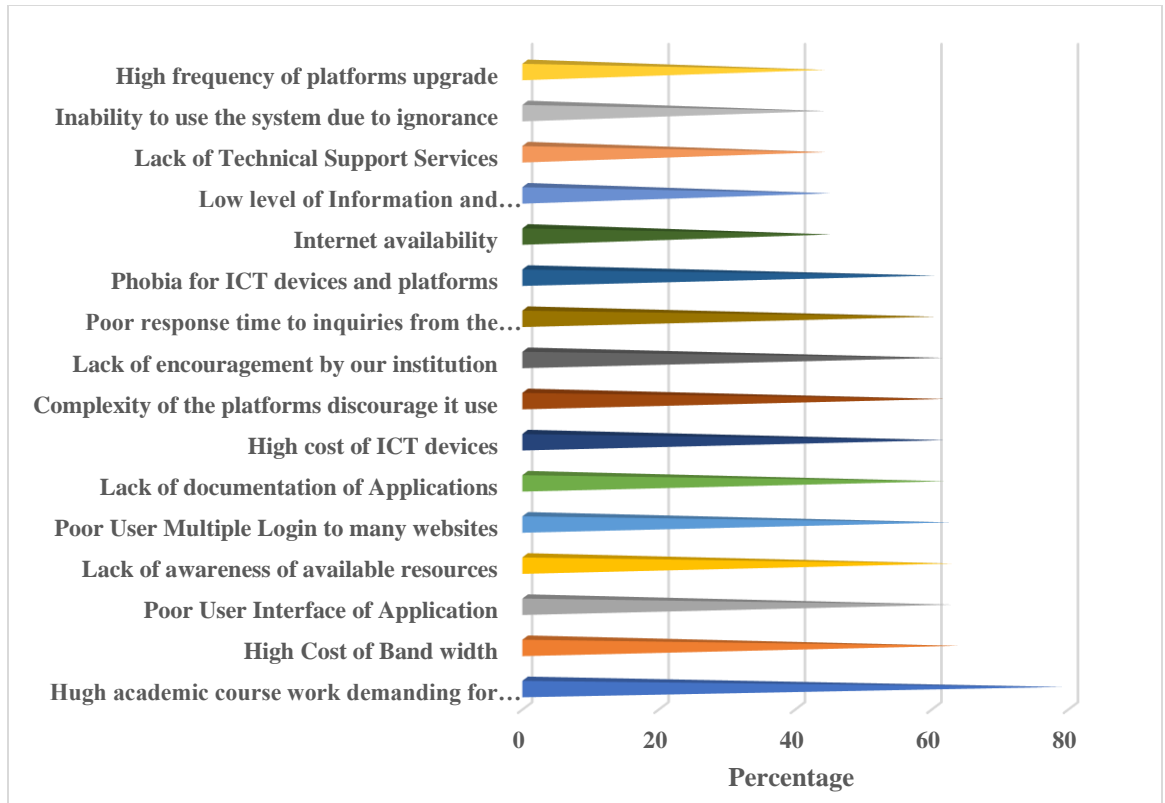 High frequency of platforms upgrade
Inability to use the system due to ignorance
Lack of Technical Support Services
Low level of Information and…
Internet availability
Phobia for ICT devices and platforms
Poor response time to inquiries from the…
Lack of encouragement by our institution
Complexity of the platforms discourage it use
High cost of ICT devices
Lack of documentation of Applications
Poor User Multiple Login to many websites
Lack of awareness of available resources
Poor User Interface of Application
High Cost of Band width
Hugh academic course work demanding for…
0 20 40 60 80
Percentage